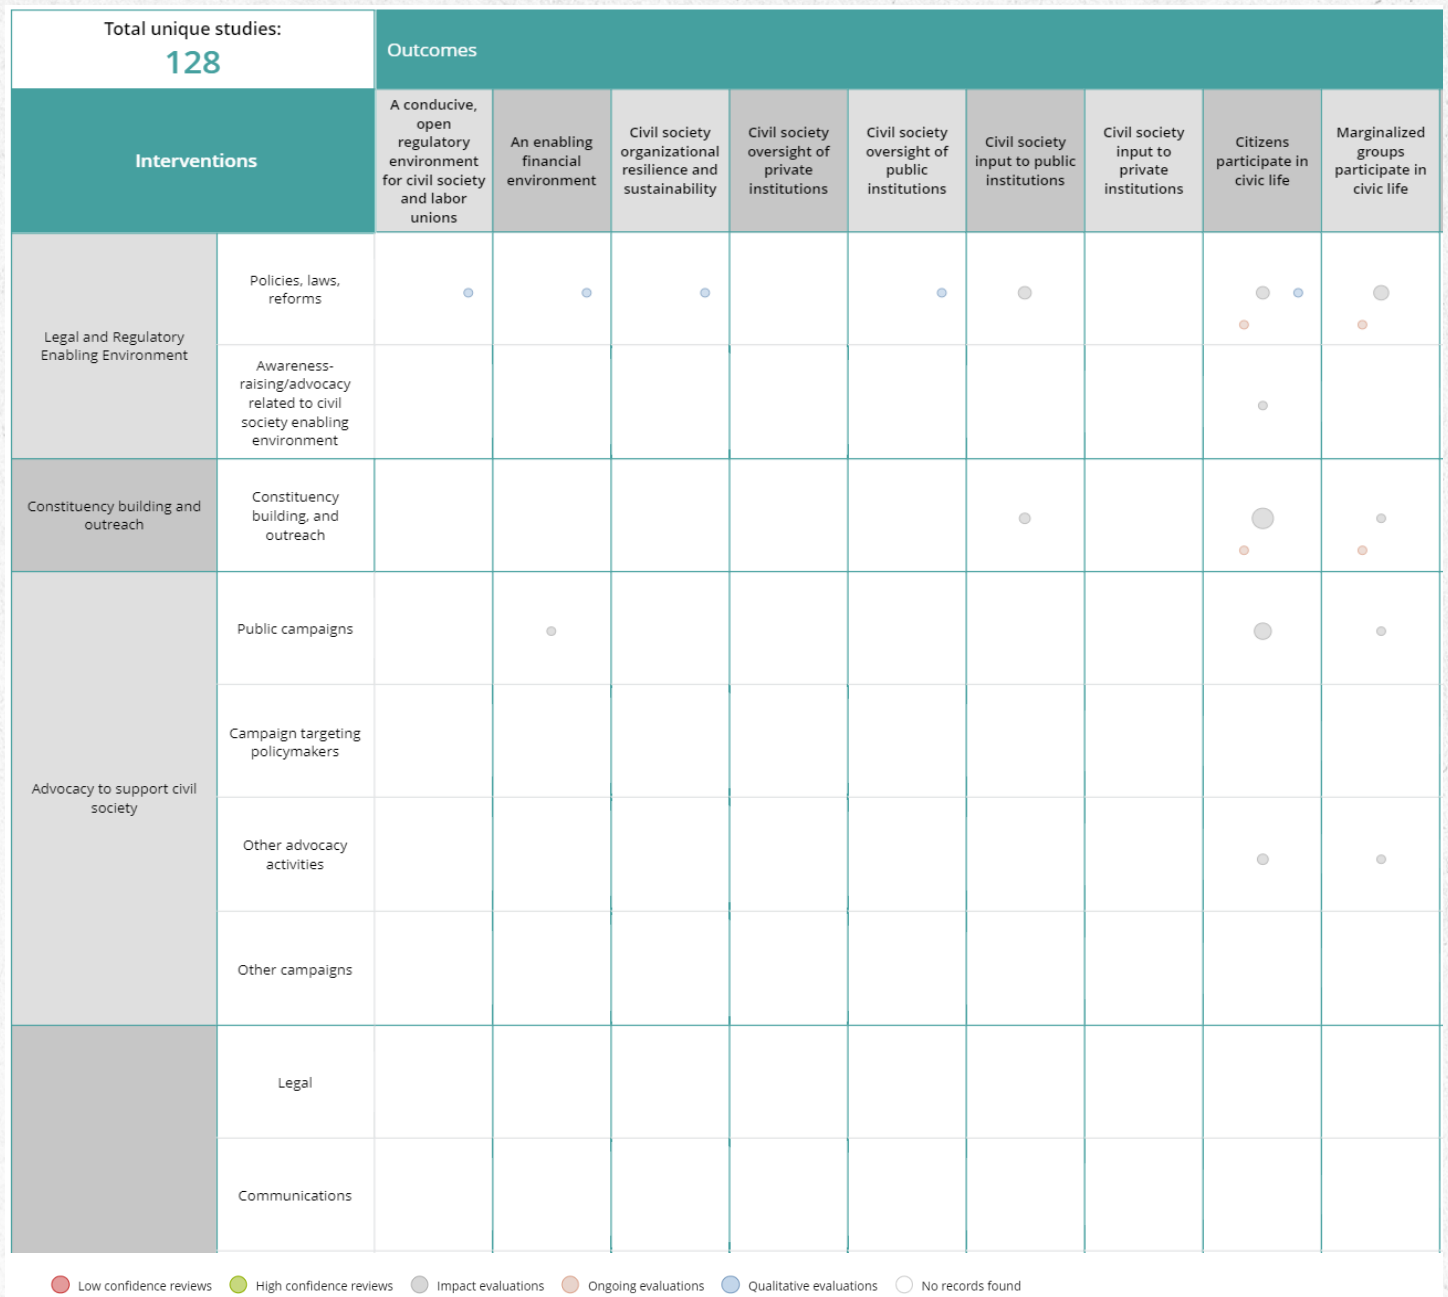 Total unique studies:
128
Outcomes
Interventions
A conducive,
open
regulatory
environment
for civil society
and labor
unions
An enabling
financial
environment
Civil society
organizational
resilience and
sustainability
Civil society
oversight of
private
institutions
Civil society
oversight of
public
institutions
Civil society
input to public
institutions
Civil society
input to
private
institutions
Citizens
participate in
civic life
Marginalized
groups
participate in
civic life
Legal and Regulatory
Enabling Environment
Policies, laws,
reforms
Awareness-
raising/advocacy
related to civil
society enabling
environment
Constituency building and
outreach
Constituency
building, and
outreach
Advocacy to support civil
society
Public campaigns
Campaign targeting
policymakers
Other advocacy
activities
Other campaigns
Legal
Communications
Low confidence reviews
High confidence reviews
Impact evaluations
Ongoing evaluations
Qualitative evaluations
No records found